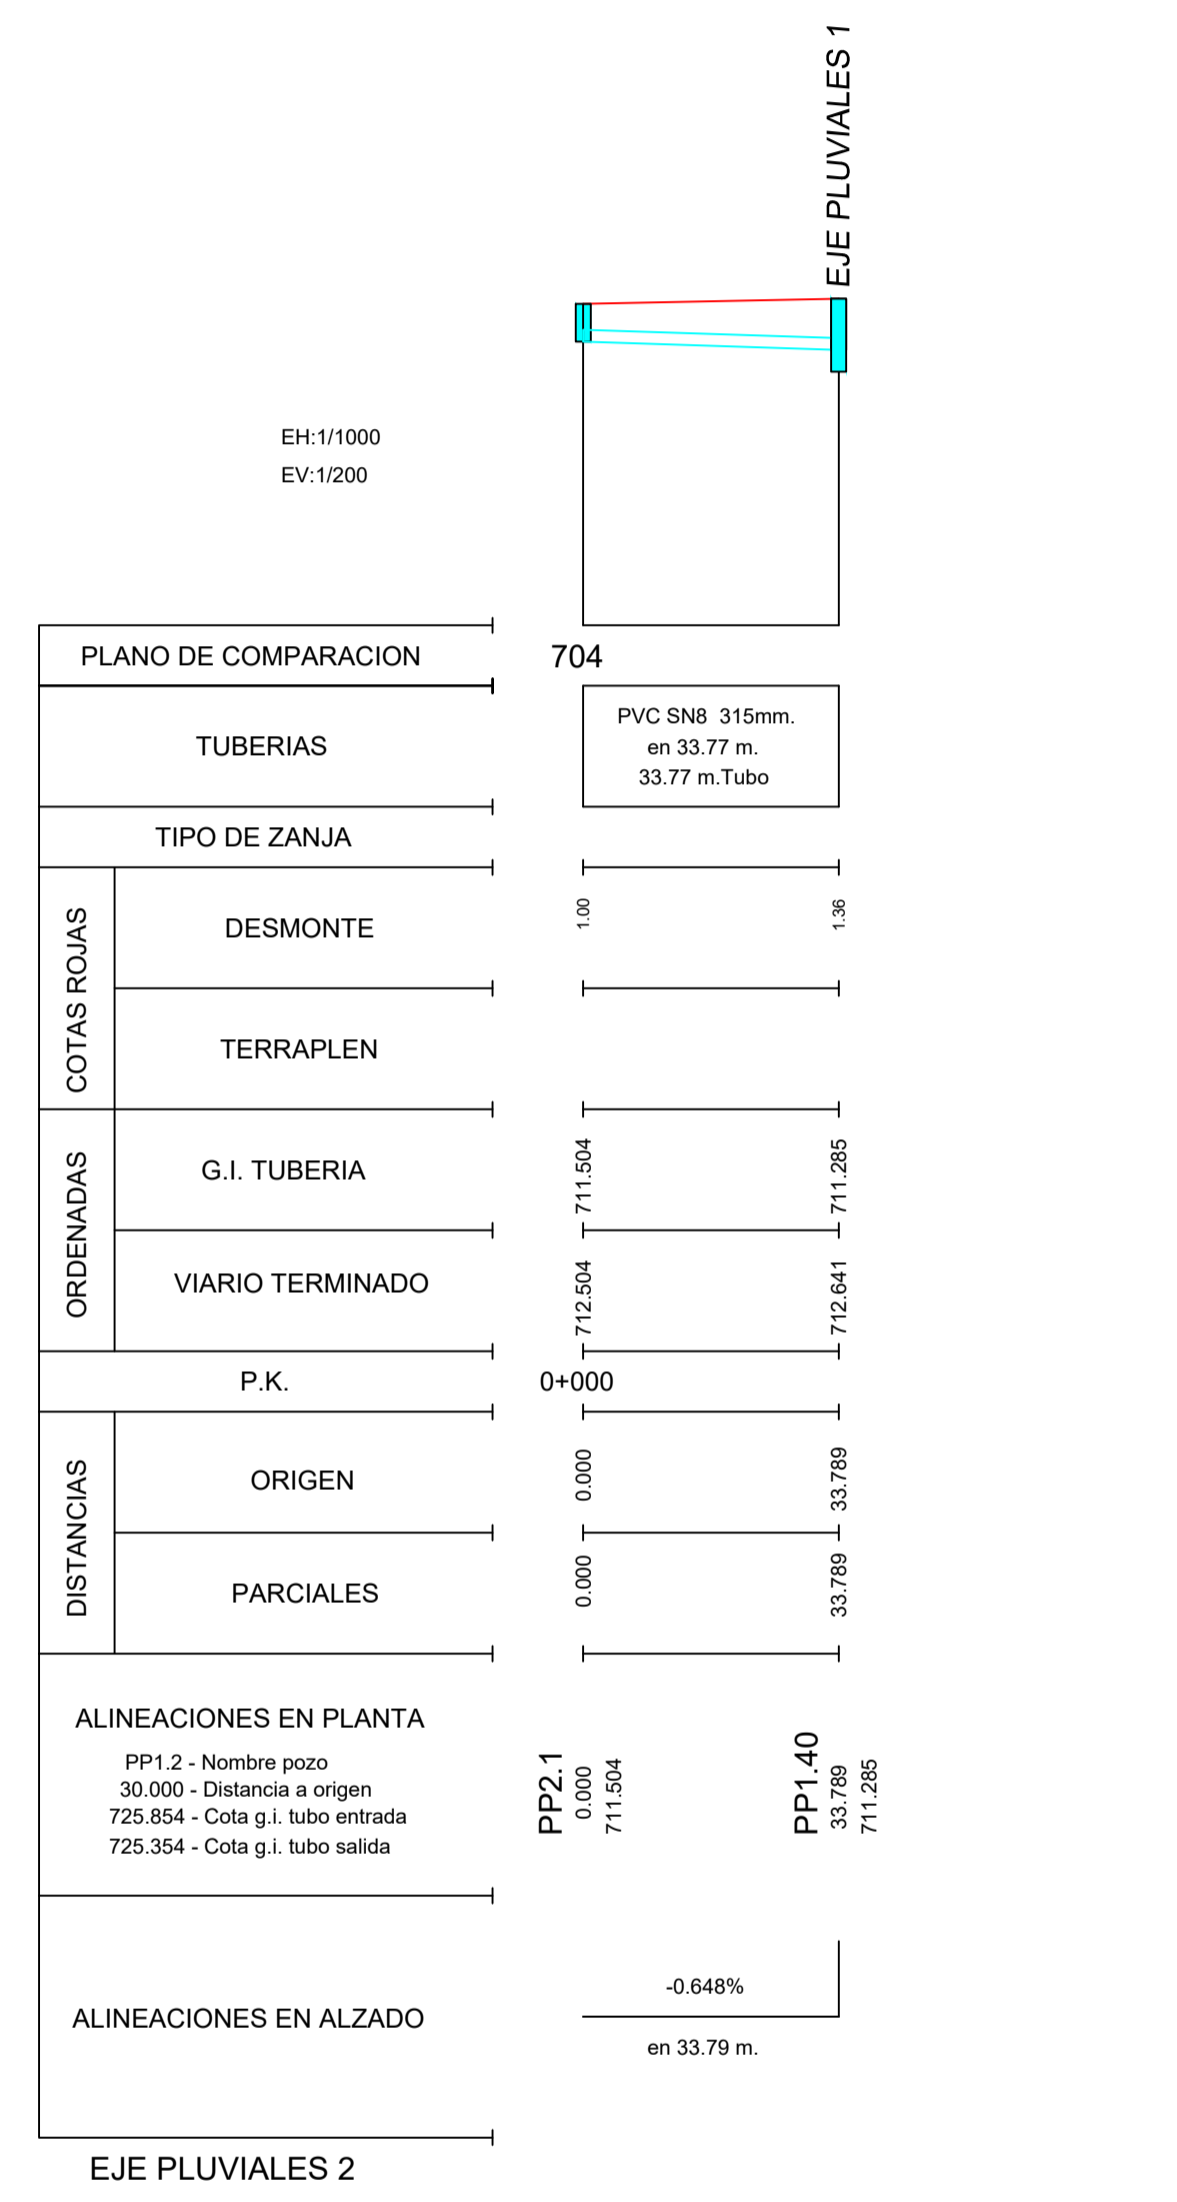 EJE PLUVIALES 1
EH:1/1000
EV:1/200
PLANO DE COMPARACION
704
TUBERIAS
PVC SN8 315mm.
en 33.77 m.
33.77 m.Tubo
TIPO DE ZANJA
COTAS ROJAS
DESMONTE
1.00
1.36
TERRAPLEN
ORDENADAS
G.I. TUBERIA
711.504
711.285
VIARIO TERMINADO
712.504
712.641
P.K.
0+000
DISTANCIAS
ORIGEN
0.000
33.789
PARCIALES
0.000
33.789
ALINEACIONES EN PLANTA
PP1.2 - Nombre pozo
30.000 - Distancia a origen
725.854 - Cota g.i. tubo entrada
725.354 - Cota g.i. tubo salida
PP2.1
0.000
711.504
PP1.40
33.789
711.285
ALINEACIONES EN ALZADO
-0.648%
en 33.79 m.
EJE PLUVIALES 2